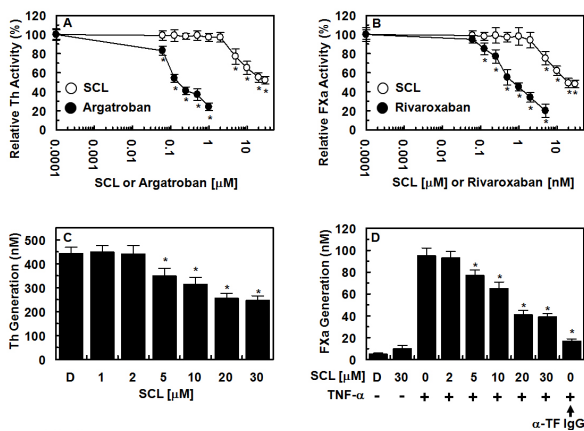 A
Relative Th Activity (%)
120
100
80
60
40
20
0
SCL
Argatroban
0.0001
0.001
0.01
0.1
1
10
SCL or Argatroban [μM]
B
Relative FXa Activity (%)
120
100
80
60
40
20
0
SCL
Rivaroxaban
0.0001
0.001
0.01
0.1
1
10
SCL [μM] or Rivaroxaban [nM]
C
Th Generation (nM)
500
400
300
200
100
0
* * * *
D 1 2 5 10 20 30
SCL [μM]
D
FXa Generation (nM)
120
100
80
60
40
20
0
* * * * *
SCL [μM] D 30 0 2 5 10 20 30 0
TNF-α - - + + + + + + +
α-TF IgG